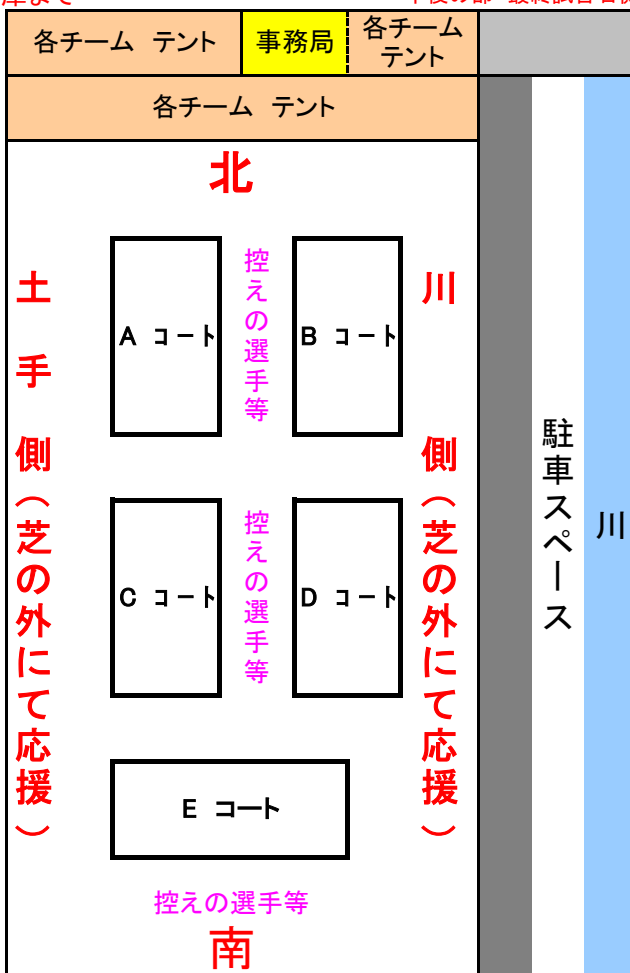 各チーム テント
事務局
各チーム
テント
各チーム テント
北
土手側(芝の外にて応援)
A コート
控えの選手等
B コート
川側(芝の外にて応援)
C コート
控えの選手等
D コート
E コート
控えの選手等
南
駐車スペース
川